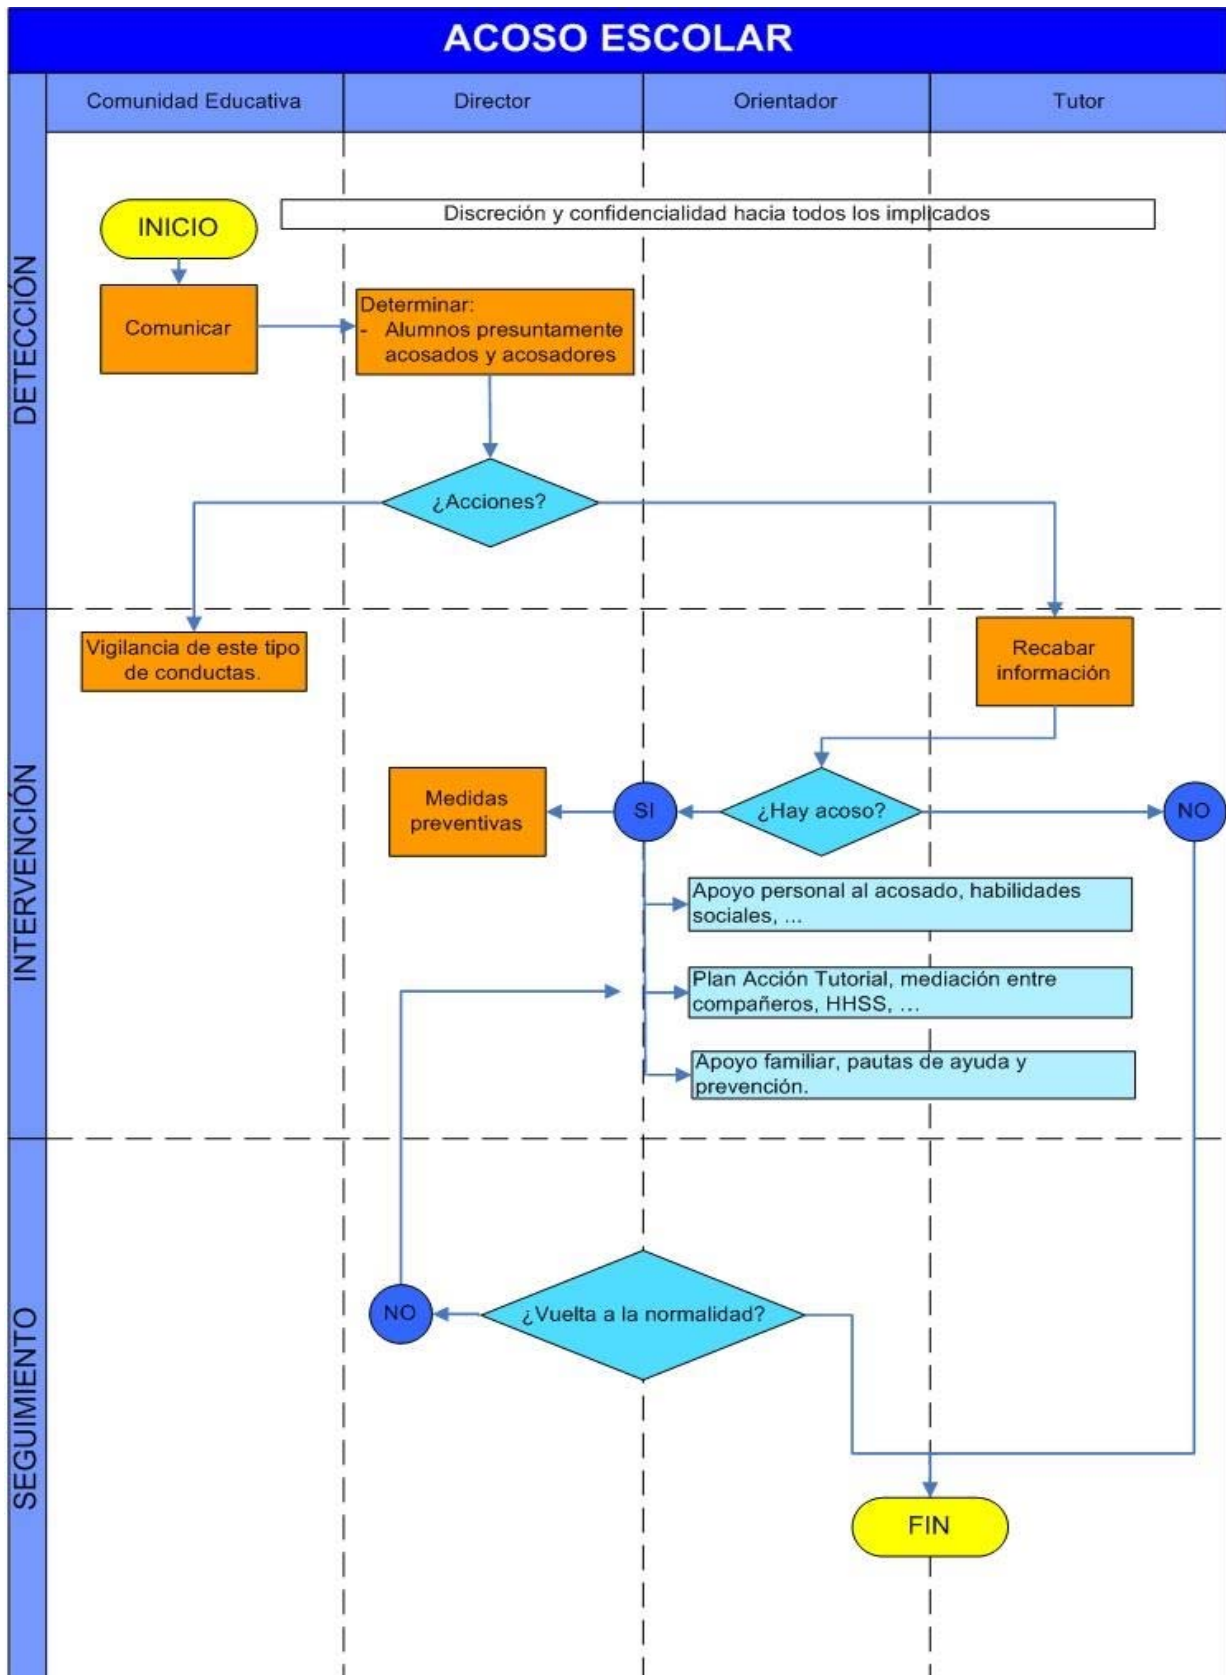 ACOSO ESCOLAR
Comunidad Educativa
Director
Orientador
Tutor
DETECCIÓN
INICIO
Discreción y confidencialidad hacia todos los implicados
Comunicar
Determinar:
- Alumnos presuntamente
acosados y acosadores
¿Acciones?
INTERVENCIÓN
Vigilancia de este tipo
de conductas.
Recabar
información
Medidas
preventivas
SI
¿Hay acoso?
NO
Apoyo personal al acosado, habilidades
sociales, ...
Plan Acción Tutorial, mediación entre
compañeros, HHSS, ...
Apoyo familiar, pautas de ayuda y
prevención.
SEGUIMIENTO
NO
¿Vuelta a la normalidad?
FIN